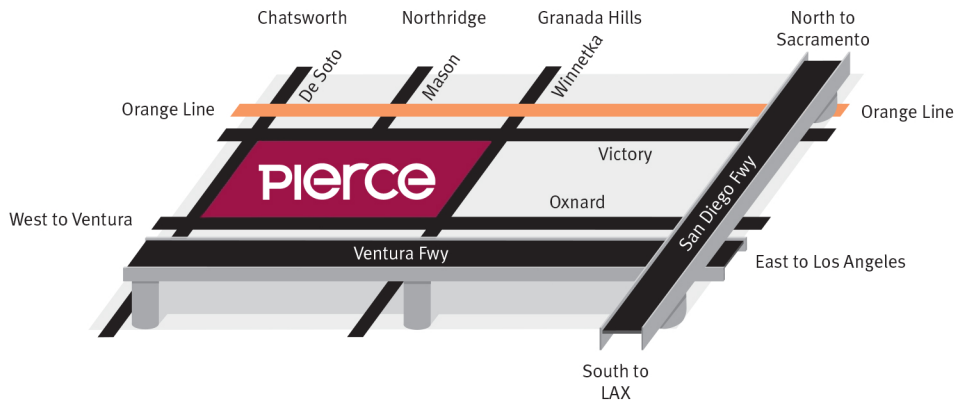 Chatsworth
Northridge
Granada Hills
North to
Sacramento
De Soto
Mason
Winnetka
Orange Line
Orange Line
Victory
PIERCE
Oxnard
San Diego Fwy
West to Ventura
Ventura Fwy
East to Los Angeles
South to
LAX